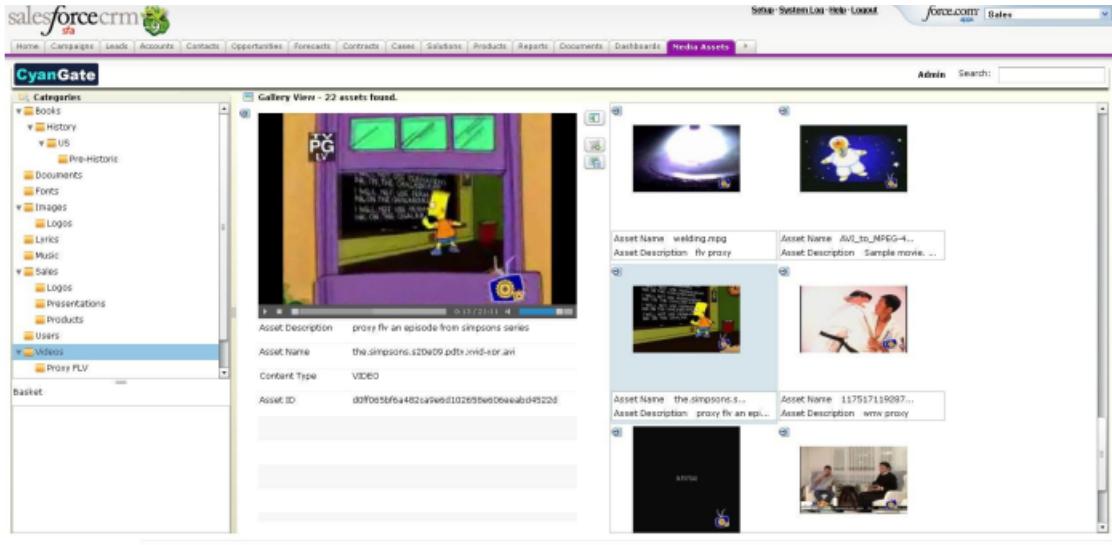 salesforcecrm
sfa
Setup · System Log · Help · Logout
force.com
apps
Sales
Home Campaigns Leads Accounts Contacts Opportunities Forecasts Contracts Cases Solutions Products Reports Documents Dashboards Media Assets
CyanGate
Admin Search:
Categories
Gallery View - 22 assets found.
Books
History
US
Pre-Historic
Documents
Fonts
Images
Logos
Lyrics
Music
Sales
Logos
Presentations
Products
Users
Videos
Proxy FLV
Basket
TV
PG
LV
Asset Description proxy flv an episode from simpsons series
Asset Name the.simpsons.s20e09.pdtv.xvid-xor.avi
Content Type VIDEO
Asset ID
Asset Name welding.mpg
Asset Description flv proxy
Asset Name AVI_to_MPEG-4...
Asset Description Sample movie. ...
Asset Name the.simpsons.s...
Asset Description proxy flv an epi...
Asset Name 117517119287...
Asset Description wmv proxy